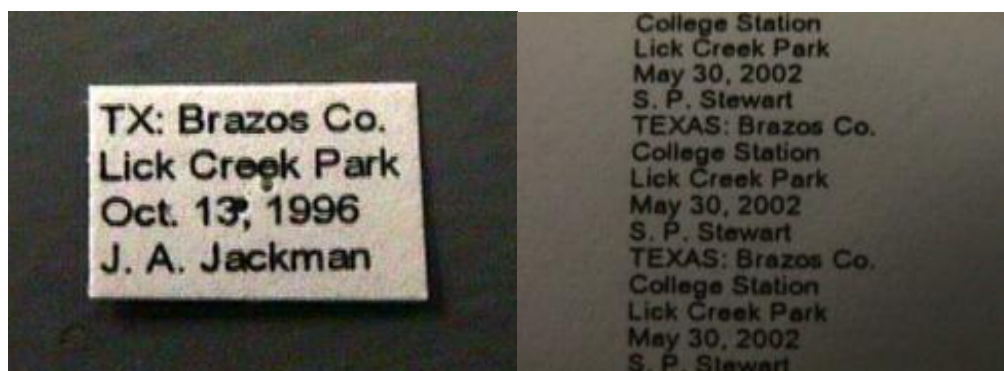 TX: Brazos Co.
Lick Creek Park
Oct. 13, 1996
J. A. Jackman
College Station
Lick Creek Park
May 30, 2002
S. P. Stewart
TEXAS: Brazos Co.
College Station
Lick Creek Park
May 30, 2002
S. P. Stewart
TEXAS: Brazos Co.
College Station
Lick Creek Park
May 30, 2002
S. P. Stewart